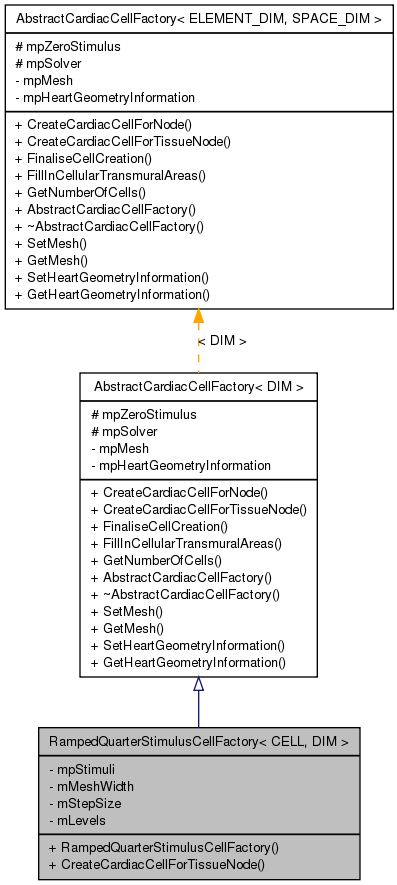 AbstractCardiacCellFactory< ELEMENT_DIM, SPACE_DIM >
# mpZeroStimulus
# mpSolver
- mpMesh
- mpHeartGeometryInformation
+ CreateCardiacCellForNode()
+ CreateCardiacCellForTissueNode()
+ FinaliseCellCreation()
+ FillInCellularTransmuralAreas()
+ GetNumberOfCells()
+ AbstractCardiacCellFactory()
+ ~AbstractCardiacCellFactory()
+ SetMesh()
+ GetMesh()
+ SetHeartGeometryInformation()
+ GetHeartGeometryInformation()
< DIM >
AbstractCardiacCellFactory< DIM >
# mpZeroStimulus
# mpSolver
- mpMesh
- mpHeartGeometryInformation
+ CreateCardiacCellForNode()
+ CreateCardiacCellForTissueNode()
+ FinaliseCellCreation()
+ FillInCellularTransmuralAreas()
+ GetNumberOfCells()
+ AbstractCardiacCellFactory()
+ ~AbstractCardiacCellFactory()
+ SetMesh()
+ GetMesh()
+ SetHeartGeometryInformation()
+ GetHeartGeometryInformation()
RampedQuarterStimulusCellFactory< CELL, DIM >
- mpStimuli
- mMeshWidth
- mStepSize
- mLevels
+ RampedQuarterStimulusCellFactory()
+ CreateCardiacCellForTissueNode()